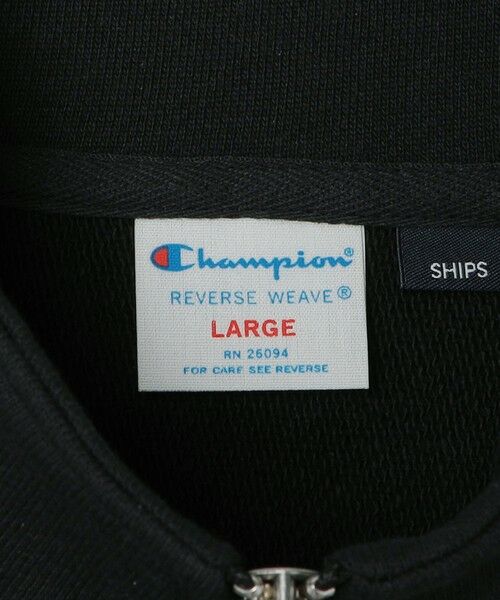 Champion®
REVERSE WEAVE®
LARGE
RN 26094
FOR CARE SEE REVERSE
SHIPS